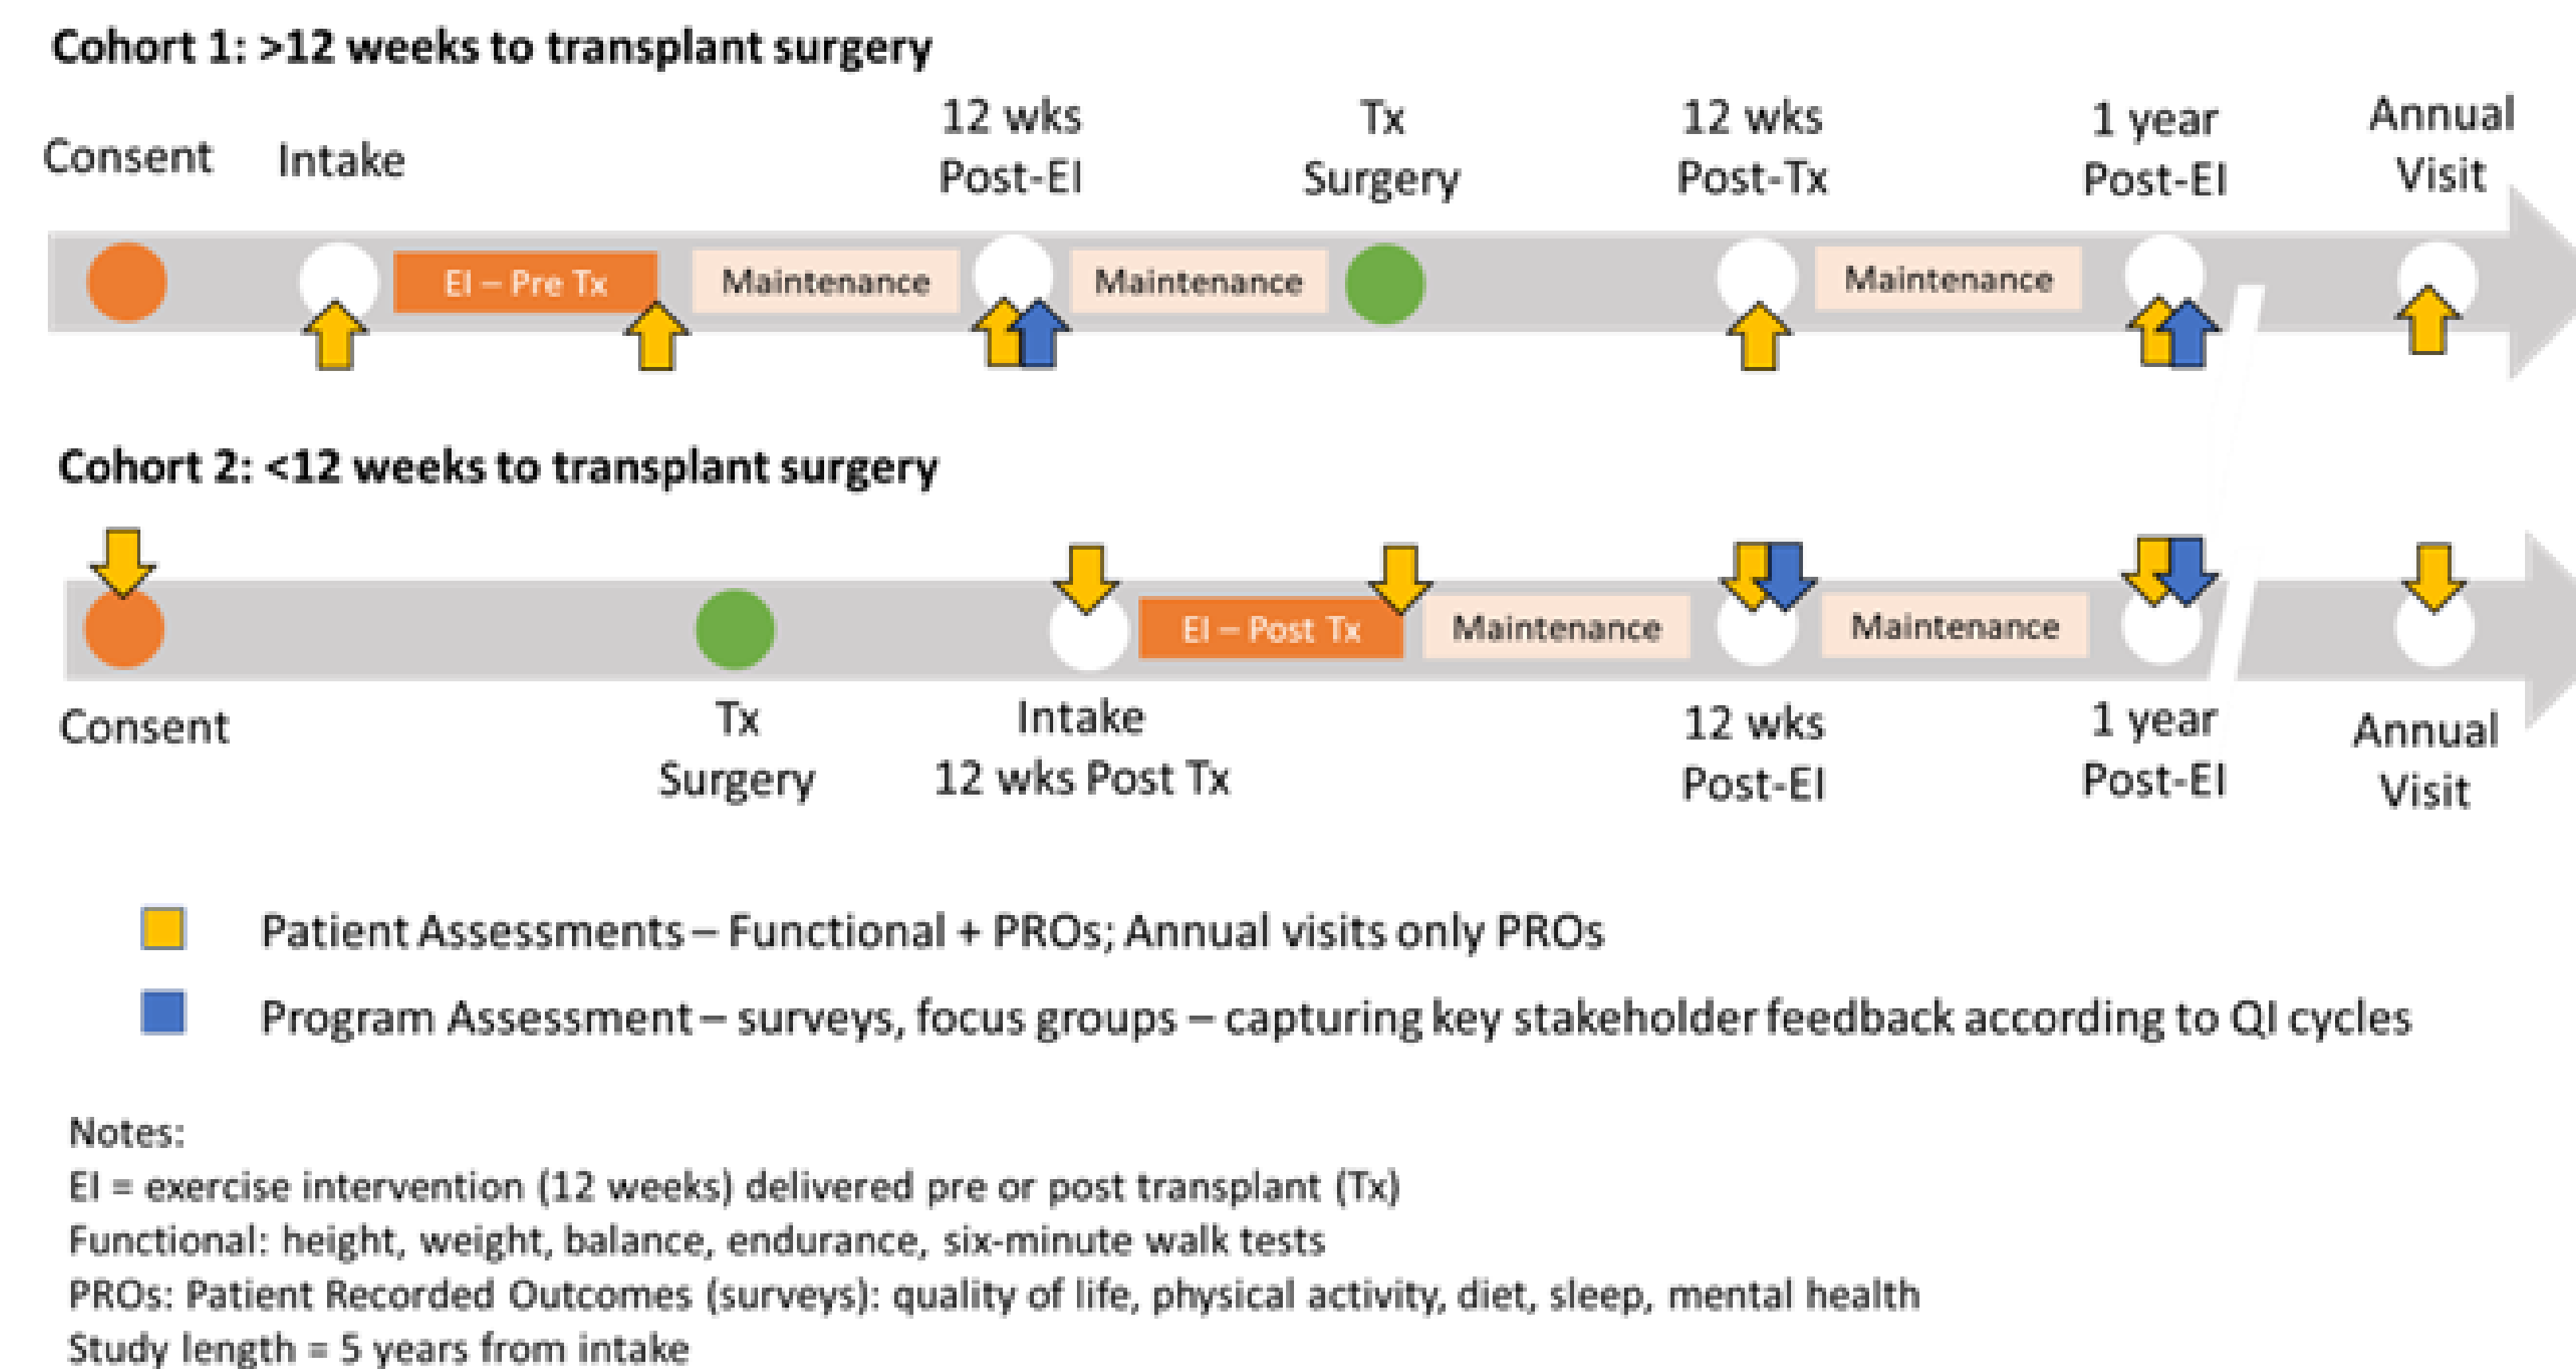 Cohort 1: >12 weeks to transplant surgery
Consent
Intake
12 wks
Post-EI
Tx
Surgery
12 wks
Post-Tx
1 year
Post-EI
Annual
Visit
EI – Pre Tx
Maintenance
Maintenance
Maintenance
Cohort 2: <12 weeks to transplant surgery
EI – Post Tx
Maintenance
Maintenance
Consent
Tx
Surgery
Intake
12 wks Post Tx
12 wks
Post-EI
1 year
Post-EI
Annual
Visit
Patient Assessments – Functional + PROs; Annual visits only PROs
Program Assessment – surveys, focus groups – capturing key stakeholder feedback according to QI cycles
Notes:
EI = exercise intervention (12 weeks) delivered pre or post transplant (Tx)
Functional: height, weight, balance, endurance, six-minute walk tests
PROs: Patient Recorded Outcomes (surveys): quality of life, physical activity, diet, sleep, mental health
Study length = 5 years from intake